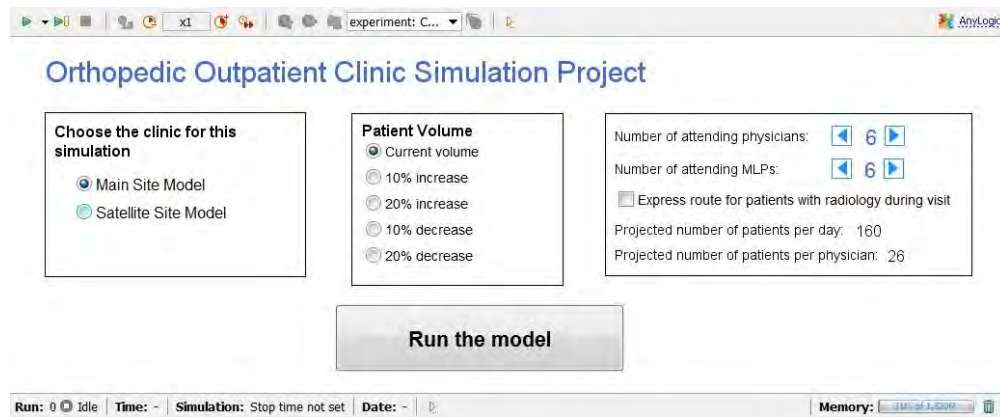 x1 experiment: C... AnyLogic
Orthopedic Outpatient Clinic Simulation Project
Choose the clinic for this
simulation
Main Site Model
Satellite Site Model
Patient Volume
Current volume
10% increase
20% increase
10% decrease
20% decrease
Number of attending physicians: 6
Number of attending MLPs: 6
Express route for patients with radiology during visit
Projected number of patients per day: 160
Projected number of patients per physician: 26
Run the model
Run: 0 Idle Time: - Simulation: Stop time not set Date: - Memory: